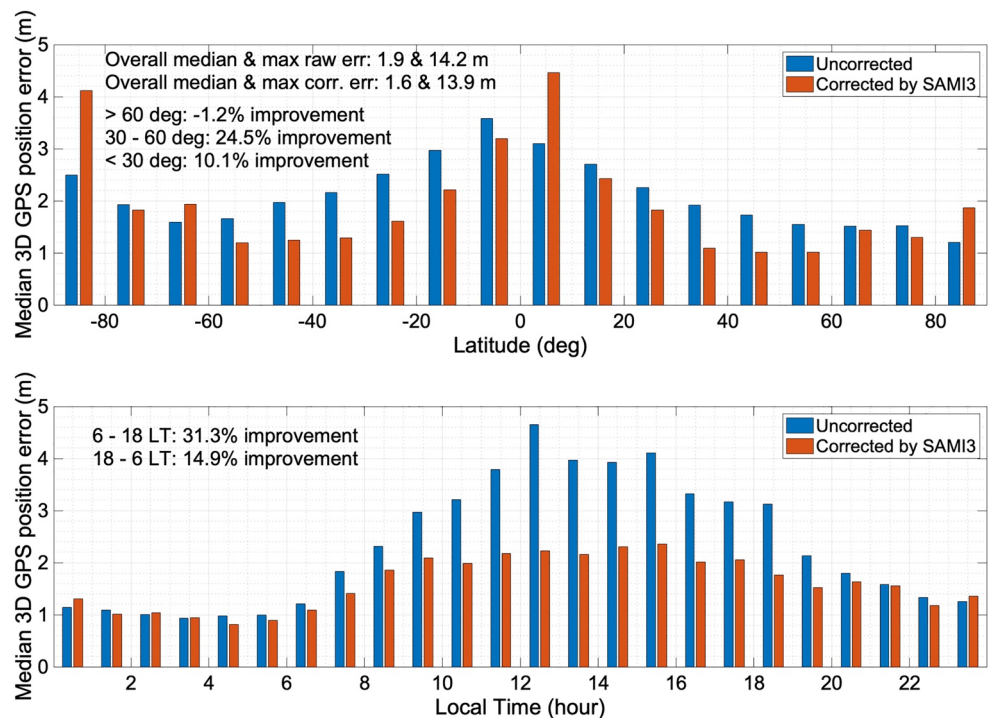 Median 3D GPS position error (m)
5
4
3
2
1
0
Overall median & max raw err: 1.9 & 14.2 m
Overall median & max corr. err: 1.6 & 13.9 m
> 60 deg: -1.2% improvement
30 - 60 deg: 24.5% improvement
< 30 deg: 10.1% improvement
Uncorrected
Corrected by SAMI3
-80 -60 -40 -20 0 20 40 60 80
Latitude (deg)
Median 3D GPS position error (m)
5
4
3
2
1
0
6 - 18 LT: 31.3% improvement
18 - 6 LT: 14.9% improvement
Uncorrected
Corrected by SAMI3
2 4 6 8 10 12 14 16 18 20 22
Local Time (hour)